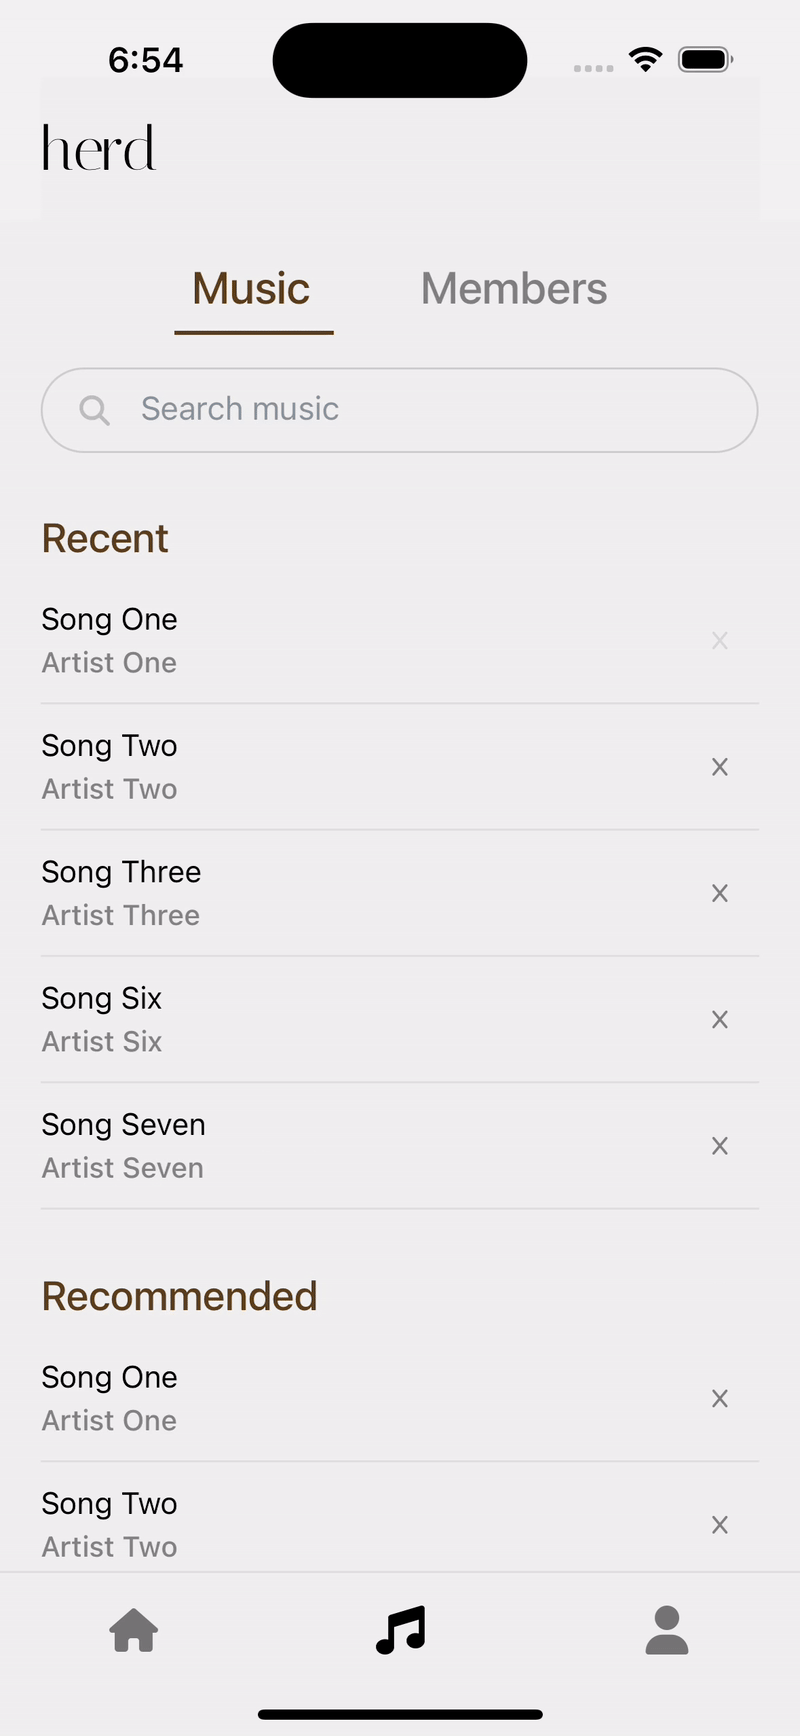 6:54
herd
Music Members
Search music
Recent
Song One
Artist One
Song Two
Artist Two
Song Three
Artist Three
Song Six
Artist Six
Song Seven
Artist Seven
Recommended
Song One
Artist One
Song Two
Artist Two